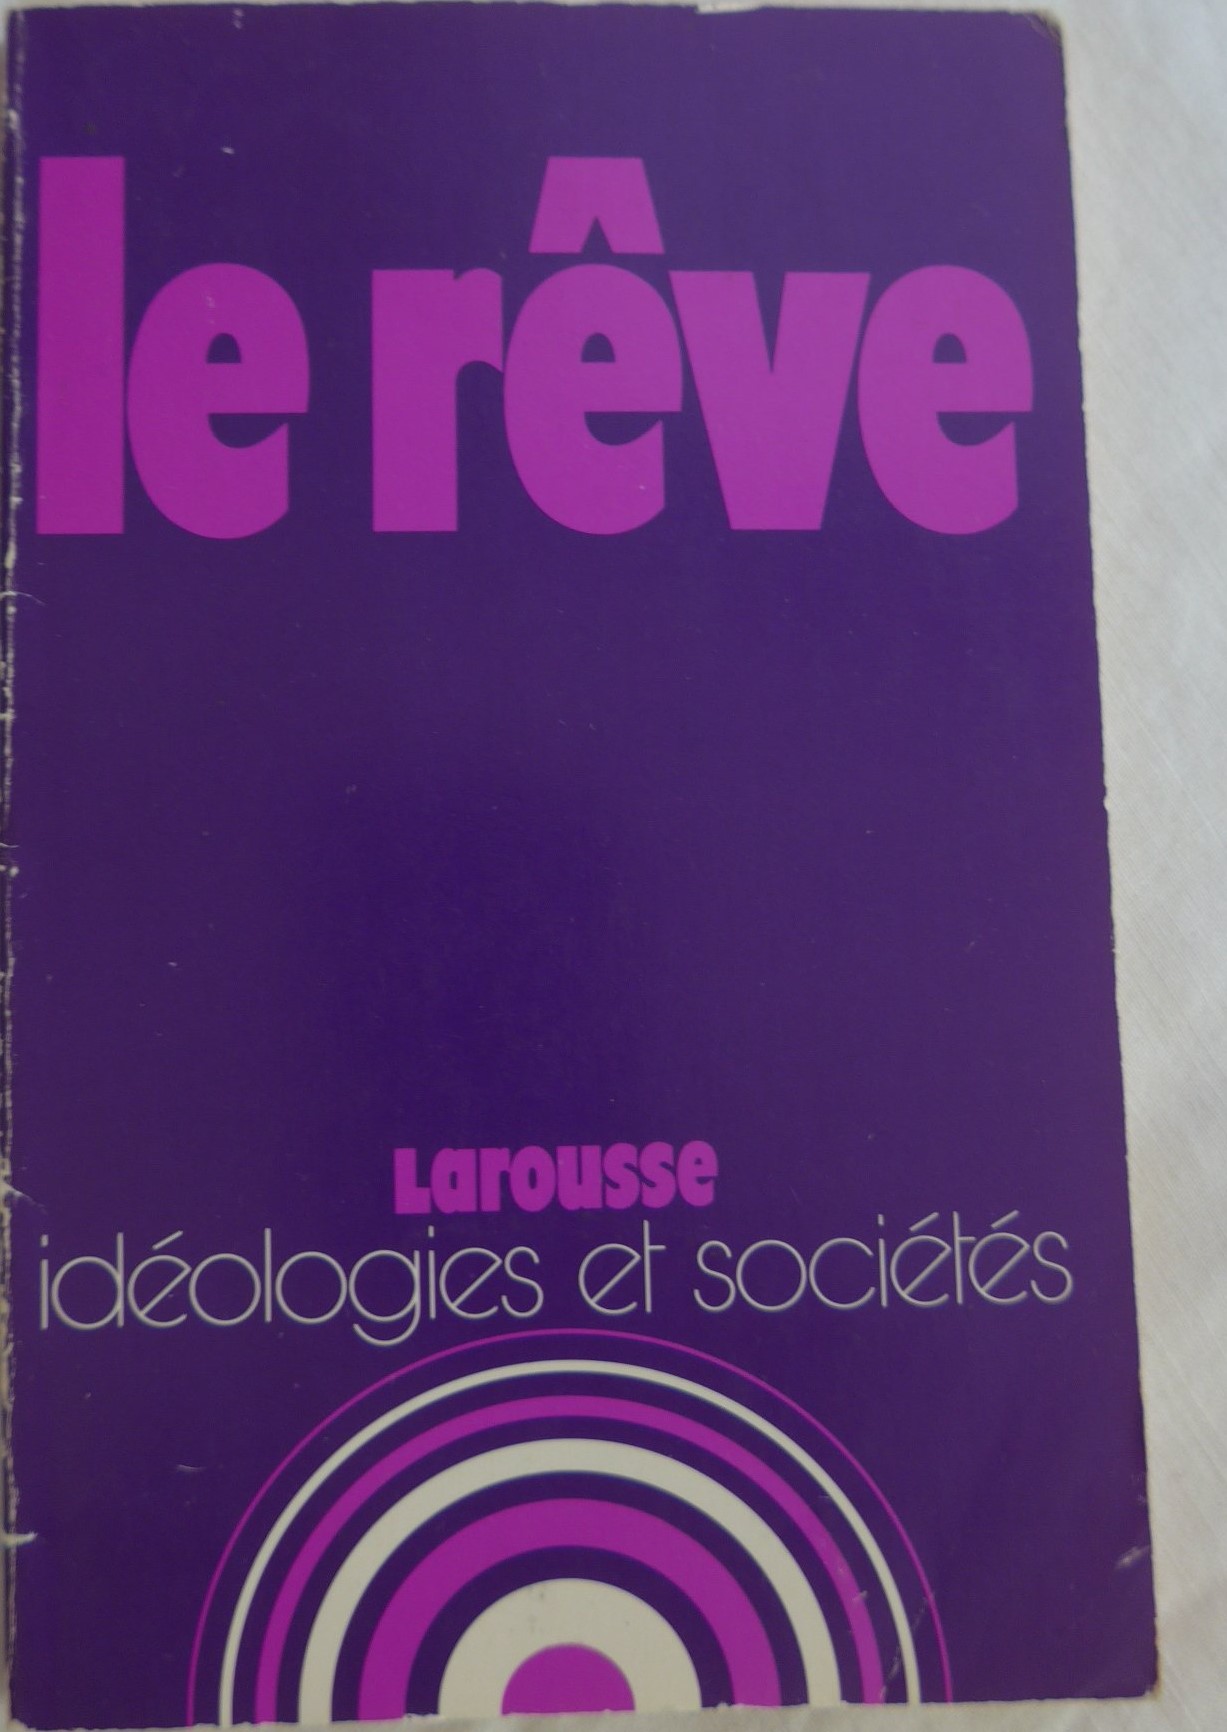 le rêve
Larousse
idéologies et sociétés